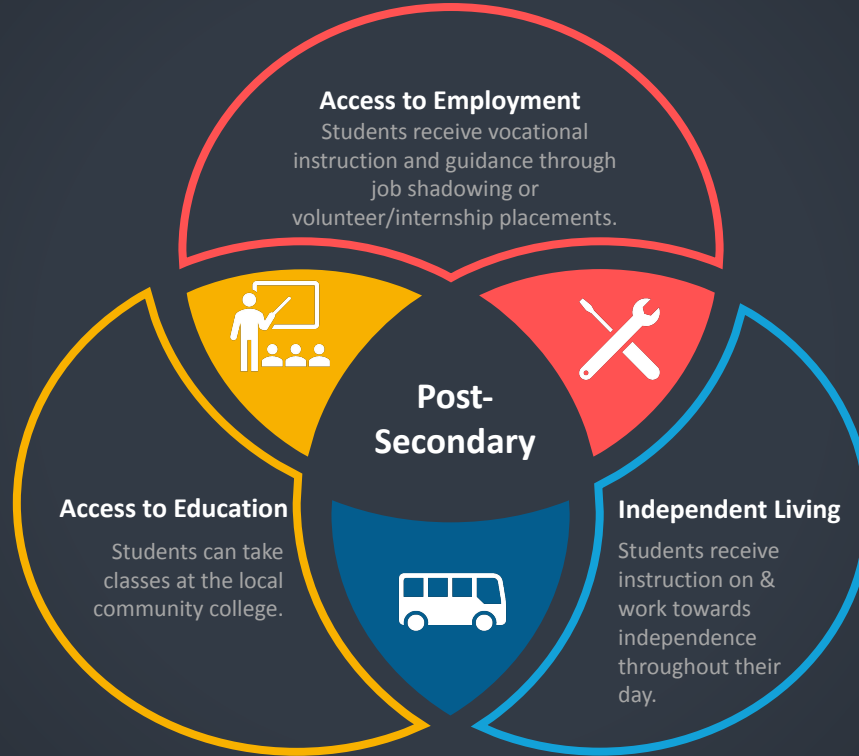 Access to Employment
Students receive vocational
instruction and guidance through
job shadowing or
volunteer/internship placements.
Post-
Secondary
Access to Education
Students can take
classes at the local
community college.
Independent Living
Students receive
instruction on &
work towards
independence
throughout their
day.